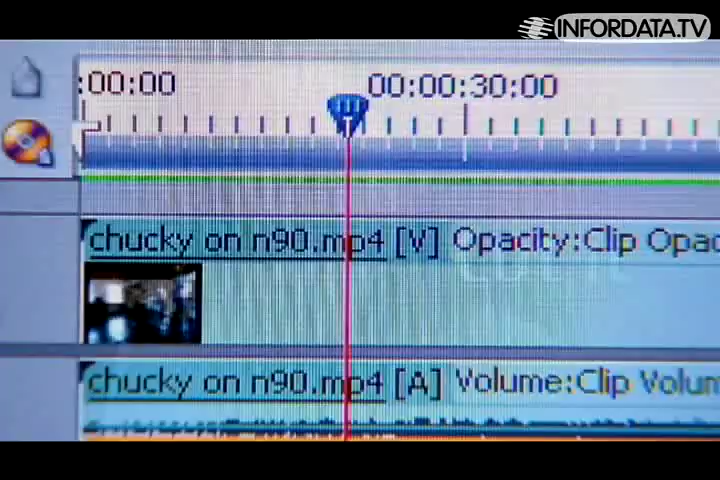 INFORDATA.TV
:00:00 00:00:30:00
chucky on n90.mp4 [V] Opacity:Clip Opac
chucky on n90.mp4 [A] Volume:Clip Volum